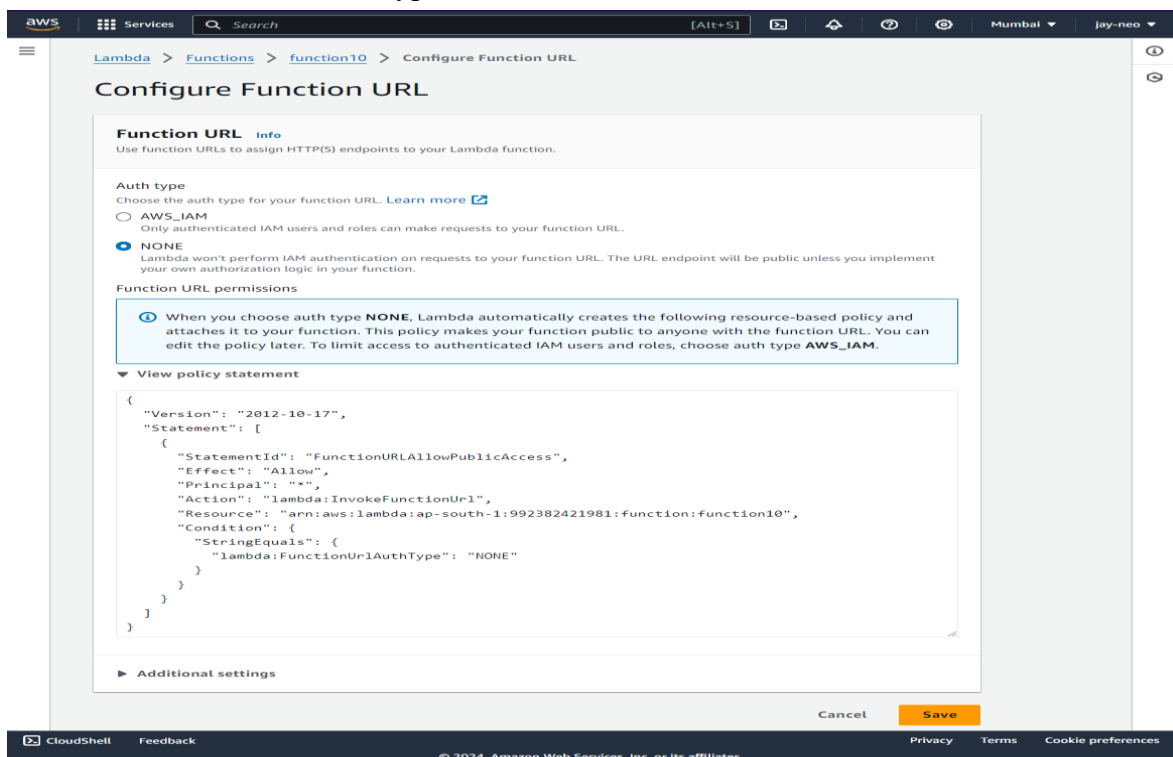 aws
Services
Search
[Alt+S]
Mumbai
jay-neo
Lambda > Functions > function10 > Configure Function URL
Configure Function URL
Function URL Info
Use function URLs to assign HTTP(S) endpoints to your Lambda function.
Auth type
Choose the auth type for your function URL. Learn more
AWS_IAM
Only authenticated IAM users and roles can make requests to your function URL.
NONE
Lambda won't perform IAM authentication on requests to your function URL. The URL endpoint will be public unless you implement
your own authorization logic in your function.
Function URL permissions
When you choose auth type NONE, Lambda automatically creates the following resource-based policy and
attaches it to your function. This policy makes your function public to anyone with the function URL. You can
edit the policy later. To limit access to authenticated IAM users and roles, choose auth type AWS_IAM.
View policy statement
{
"Version": "2012-10-17",
"Statement": [
{
"StatementId": "FunctionURLAllowPublicAccess",
"Effect": "Allow",
"Principal": "*",
"Action": "lambda:InvokeFunctionUrl",
"Resource": "arn:aws:lambda:ap-south-1:992382421981:function:function10",
"Condition": {
"StringEquals": {
"lambda:FunctionUrlAuthType": "NONE"
}
}
}
]
}
Additional settings
Cancel
Save
CloudShell
Feedback
Privacy
Terms
Cookie preferences
© 2024, Amazon Web Services, Inc. or its affiliates.